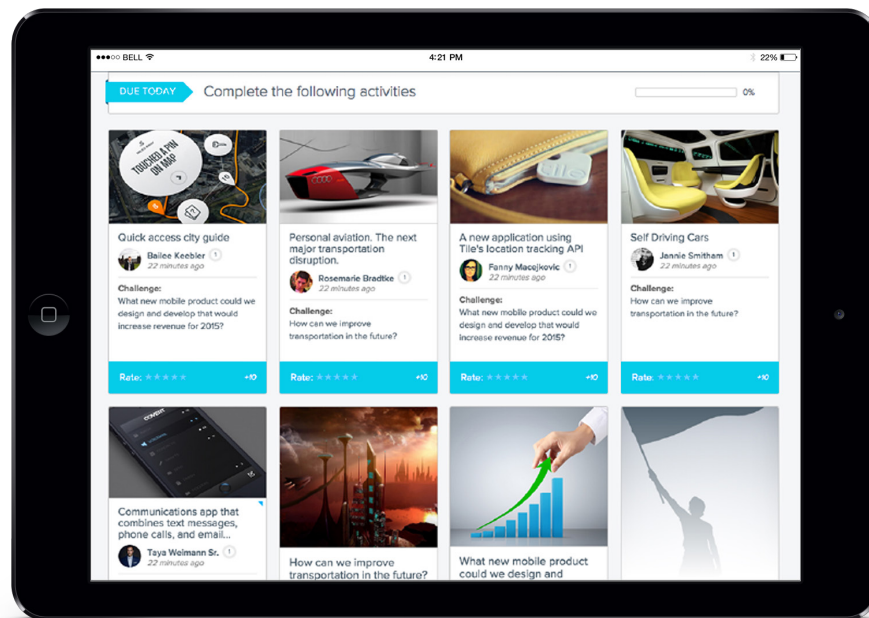 BELL
4:21 PM
22%
DUE TODAY
Complete the following activities
0%
TOUCHED A PIN
ON MAP
Quick access city guide
Bailee Keebler 1
22 minutes ago
Challenge:
What new mobile product could we
design and develop that would
increase revenue for 2015?
Rate:
+10
Personal aviation. The next
major transportation
disruption.
Rosemarie Bradtke 1
22 minutes ago
Challenge:
How can we improve
transportation in the future?
Rate:
+10
A new application using
Tile's location tracking API
Fanny Macejkovic 1
22 minutes ago
Challenge:
What new mobile product could we
design and develop that would
increase revenue for 2015?
Rate:
+10
Self Driving Cars
Jannie Smitham 1
22 minutes ago
Challenge:
How can we improve
transportation in the future?
Rate:
+10
Communications app that
combines text messages,
phone calls, and email...
Taya Weimann Sr. 1
22 minutes ago
How can we improve
transportation in the future?
What new mobile product
could we design and